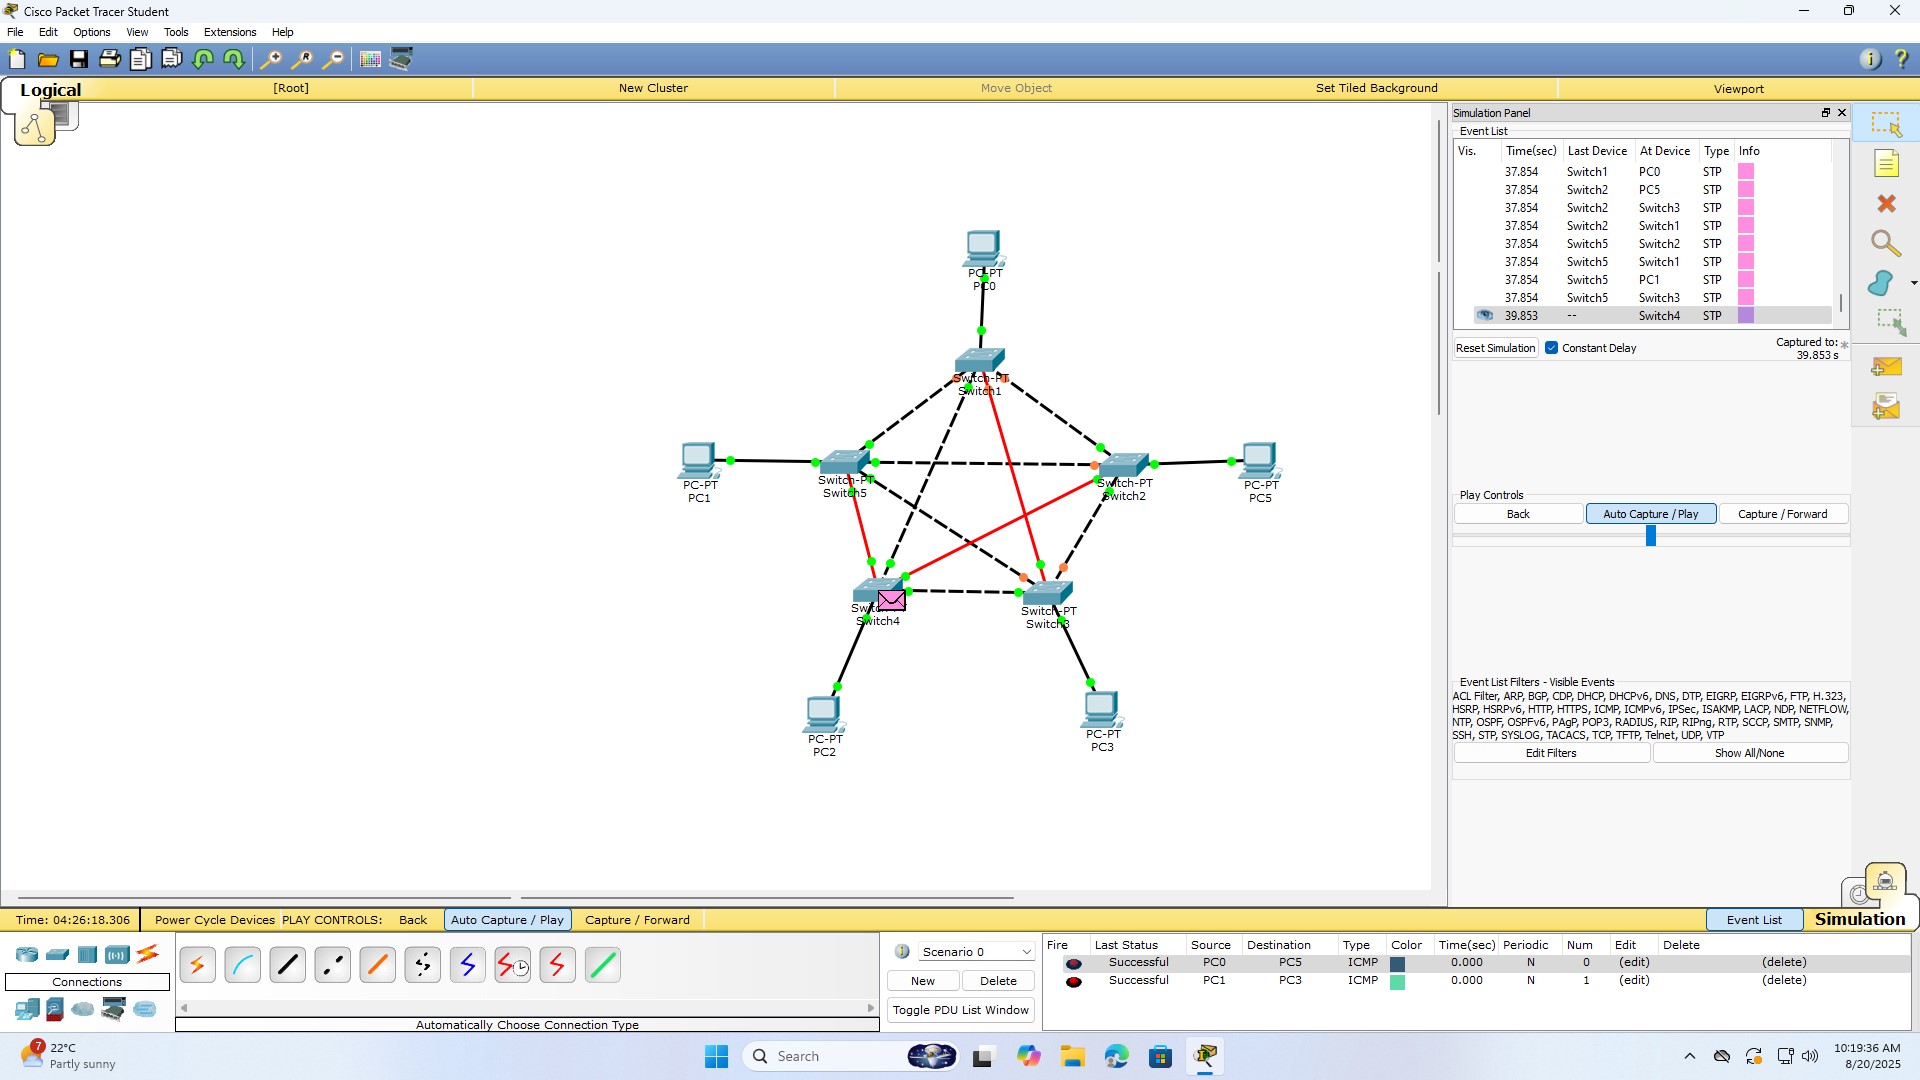 Cisco Packet Tracer Student
File Edit Options View Tools Extensions Help
Logical [Root] New Cluster Move Object Set Tiled Background Viewport
PC-PT
PC0
Switch-PT
Switch1
PC-PT
PC1
Switch-PT
Switch5
Switch-PT
Switch2
PC-PT
PC5
Switch4
Switch-PT
Switch3
PC-PT
PC2
PC-PT
PC3
Simulation Panel
Event List
Vis. Time(sec) Last Device At Device Type Info
37.854 Switch1 PC0 STP
37.854 Switch2 PC5 STP
37.854 Switch2 Switch3 STP
37.854 Switch2 Switch1 STP
37.854 Switch5 Switch2 STP
37.854 Switch5 Switch1 STP
37.854 Switch5 PC1 STP
37.854 Switch5 Switch3 STP
39.853 -- Switch4 STP
Reset Simulation Constant Delay Captured to: *
39.853 s
Play Controls
Back Auto Capture / Play Capture / Forward
Event List Filters - Visible Events
ACL Filter, ARP, BGP, CDP, DHCP, DHCPv6, DNS, DTP, EIGRP, EIGRPv6, FTP, H.323,
HSRP, HSRPv6, HTTP, HTTPS, ICMP, ICMPv6, IPSec, ISAKMP, LACP, NDP, NETFLOW,
NTP, OSPF, OSPFv6, PAgP, POP3, RADIUS, RIP, RIPng, RTP, SCCP, SMTP, SNMP,
SSH, STP, SYSLOG, TACACS, TCP, TFTP, Telnet, UDP, VTP
Edit Filters Show All/None
Time: 04:26:18.306 Power Cycle Devices PLAY CONTROLS: Back Auto Capture / Play Capture / Forward Event List Simulation
Connections
Automatically Choose Connection Type
Scenario 0
New Delete
Toggle PDU List Window
Fire Last Status Source Destination Type Color Time(sec) Periodic Num Edit Delete
Successful PC0 PC5 ICMP 0.000 N 0 (edit) (delete)
Successful PC1 PC3 ICMP 0.000 N 1 (edit) (delete)
7
22°C
Partly sunny
Search
10:19:36 AM
8/20/2025